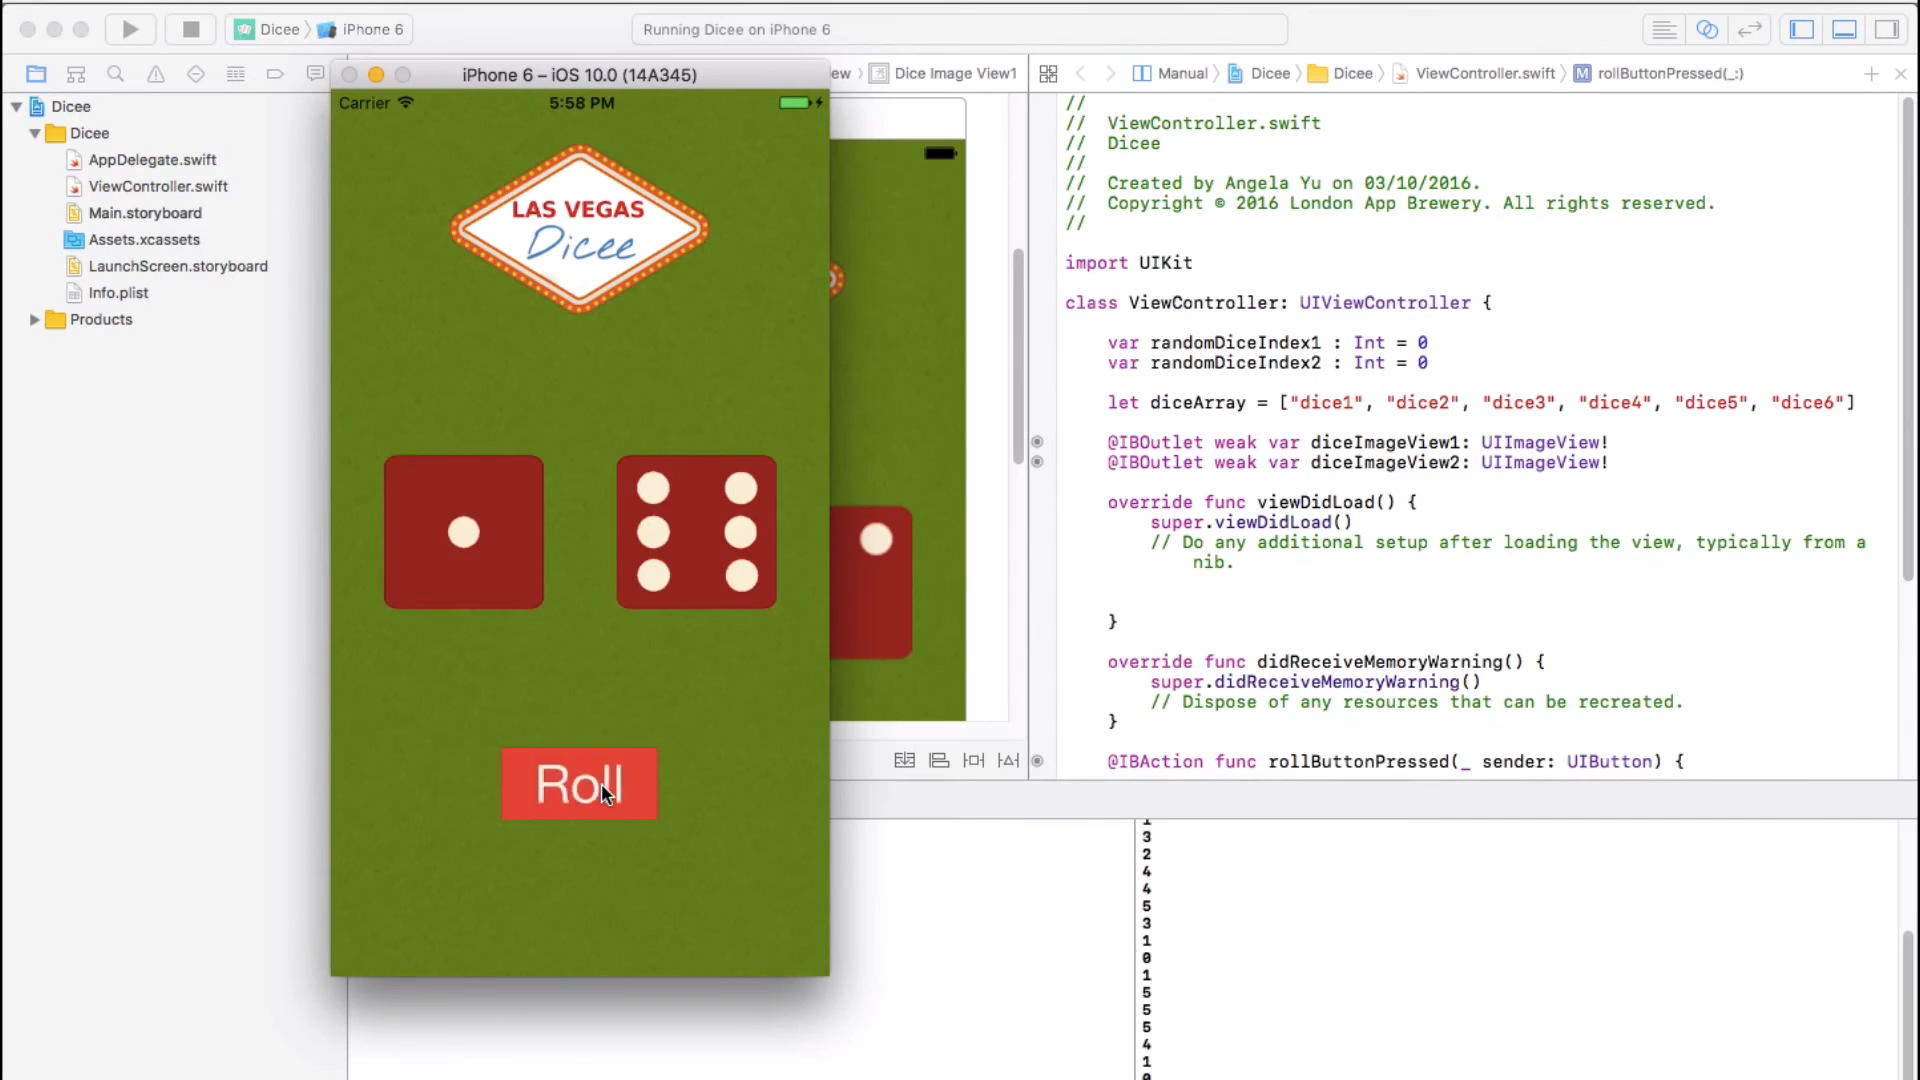 Dicee
iPhone 6
Running Dicee on iPhone 6
Dicee
Dicee
AppDelegate.swift
ViewController.swift
Main.storyboard
Assets.xcassets
LaunchScreen.storyboard
Info.plist
Products
iPhone 6 – iOS 10.0 (14A345)
Carrier
5:58 PM
LAS VEGAS
Dicee
Roll
Dice Image View1
Manual
Dicee
Dicee
ViewController.swift
rollButtonPressed(_:)
//
// ViewController.swift
// Dicee
//
// Created by Angela Yu on 03/10/2016.
// Copyright © 2016 London App Brewery. All rights reserved.
//
import UIKit
class ViewController: UIViewController {
var randomDiceIndex1 : Int = 0
var randomDiceIndex2 : Int = 0
let diceArray = ["dice1", "dice2", "dice3", "dice4", "dice5", "dice6"]
@IBOutlet weak var diceImageView1: UIImageView!
@IBOutlet weak var diceImageView2: UIImageView!
override func viewDidLoad() {
super.viewDidLoad()
// Do any additional setup after loading the view, typically from a
nib.
}
override func didReceiveMemoryWarning() {
super.didReceiveMemoryWarning()
// Dispose of any resources that can be recreated.
}
@IBAction func rollButtonPressed(_ sender: UIButton) {
3
2
4
4
5
3
1
0
1
5
5
5
4
1